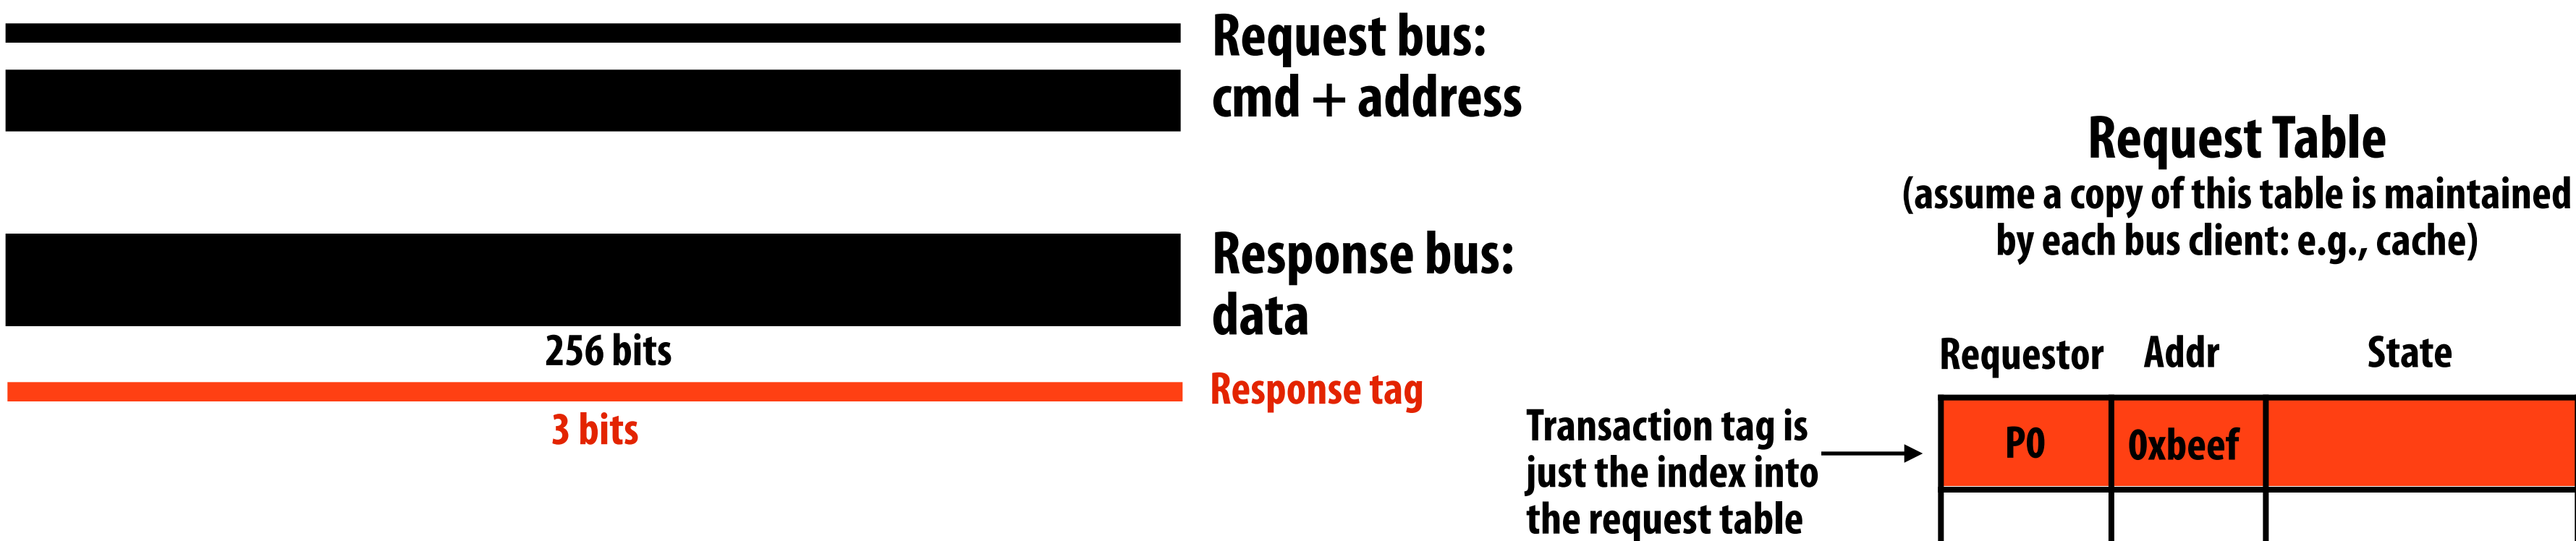 Request bus:
cmd + address
Request Table
(assume a copy of this table is maintained
by each bus client: e.g., cache)
Response bus:
data
256 bits
Response tag
3 bits
Requestor Addr State
Transaction tag is
just the index into
the request table
P0 0xbeef